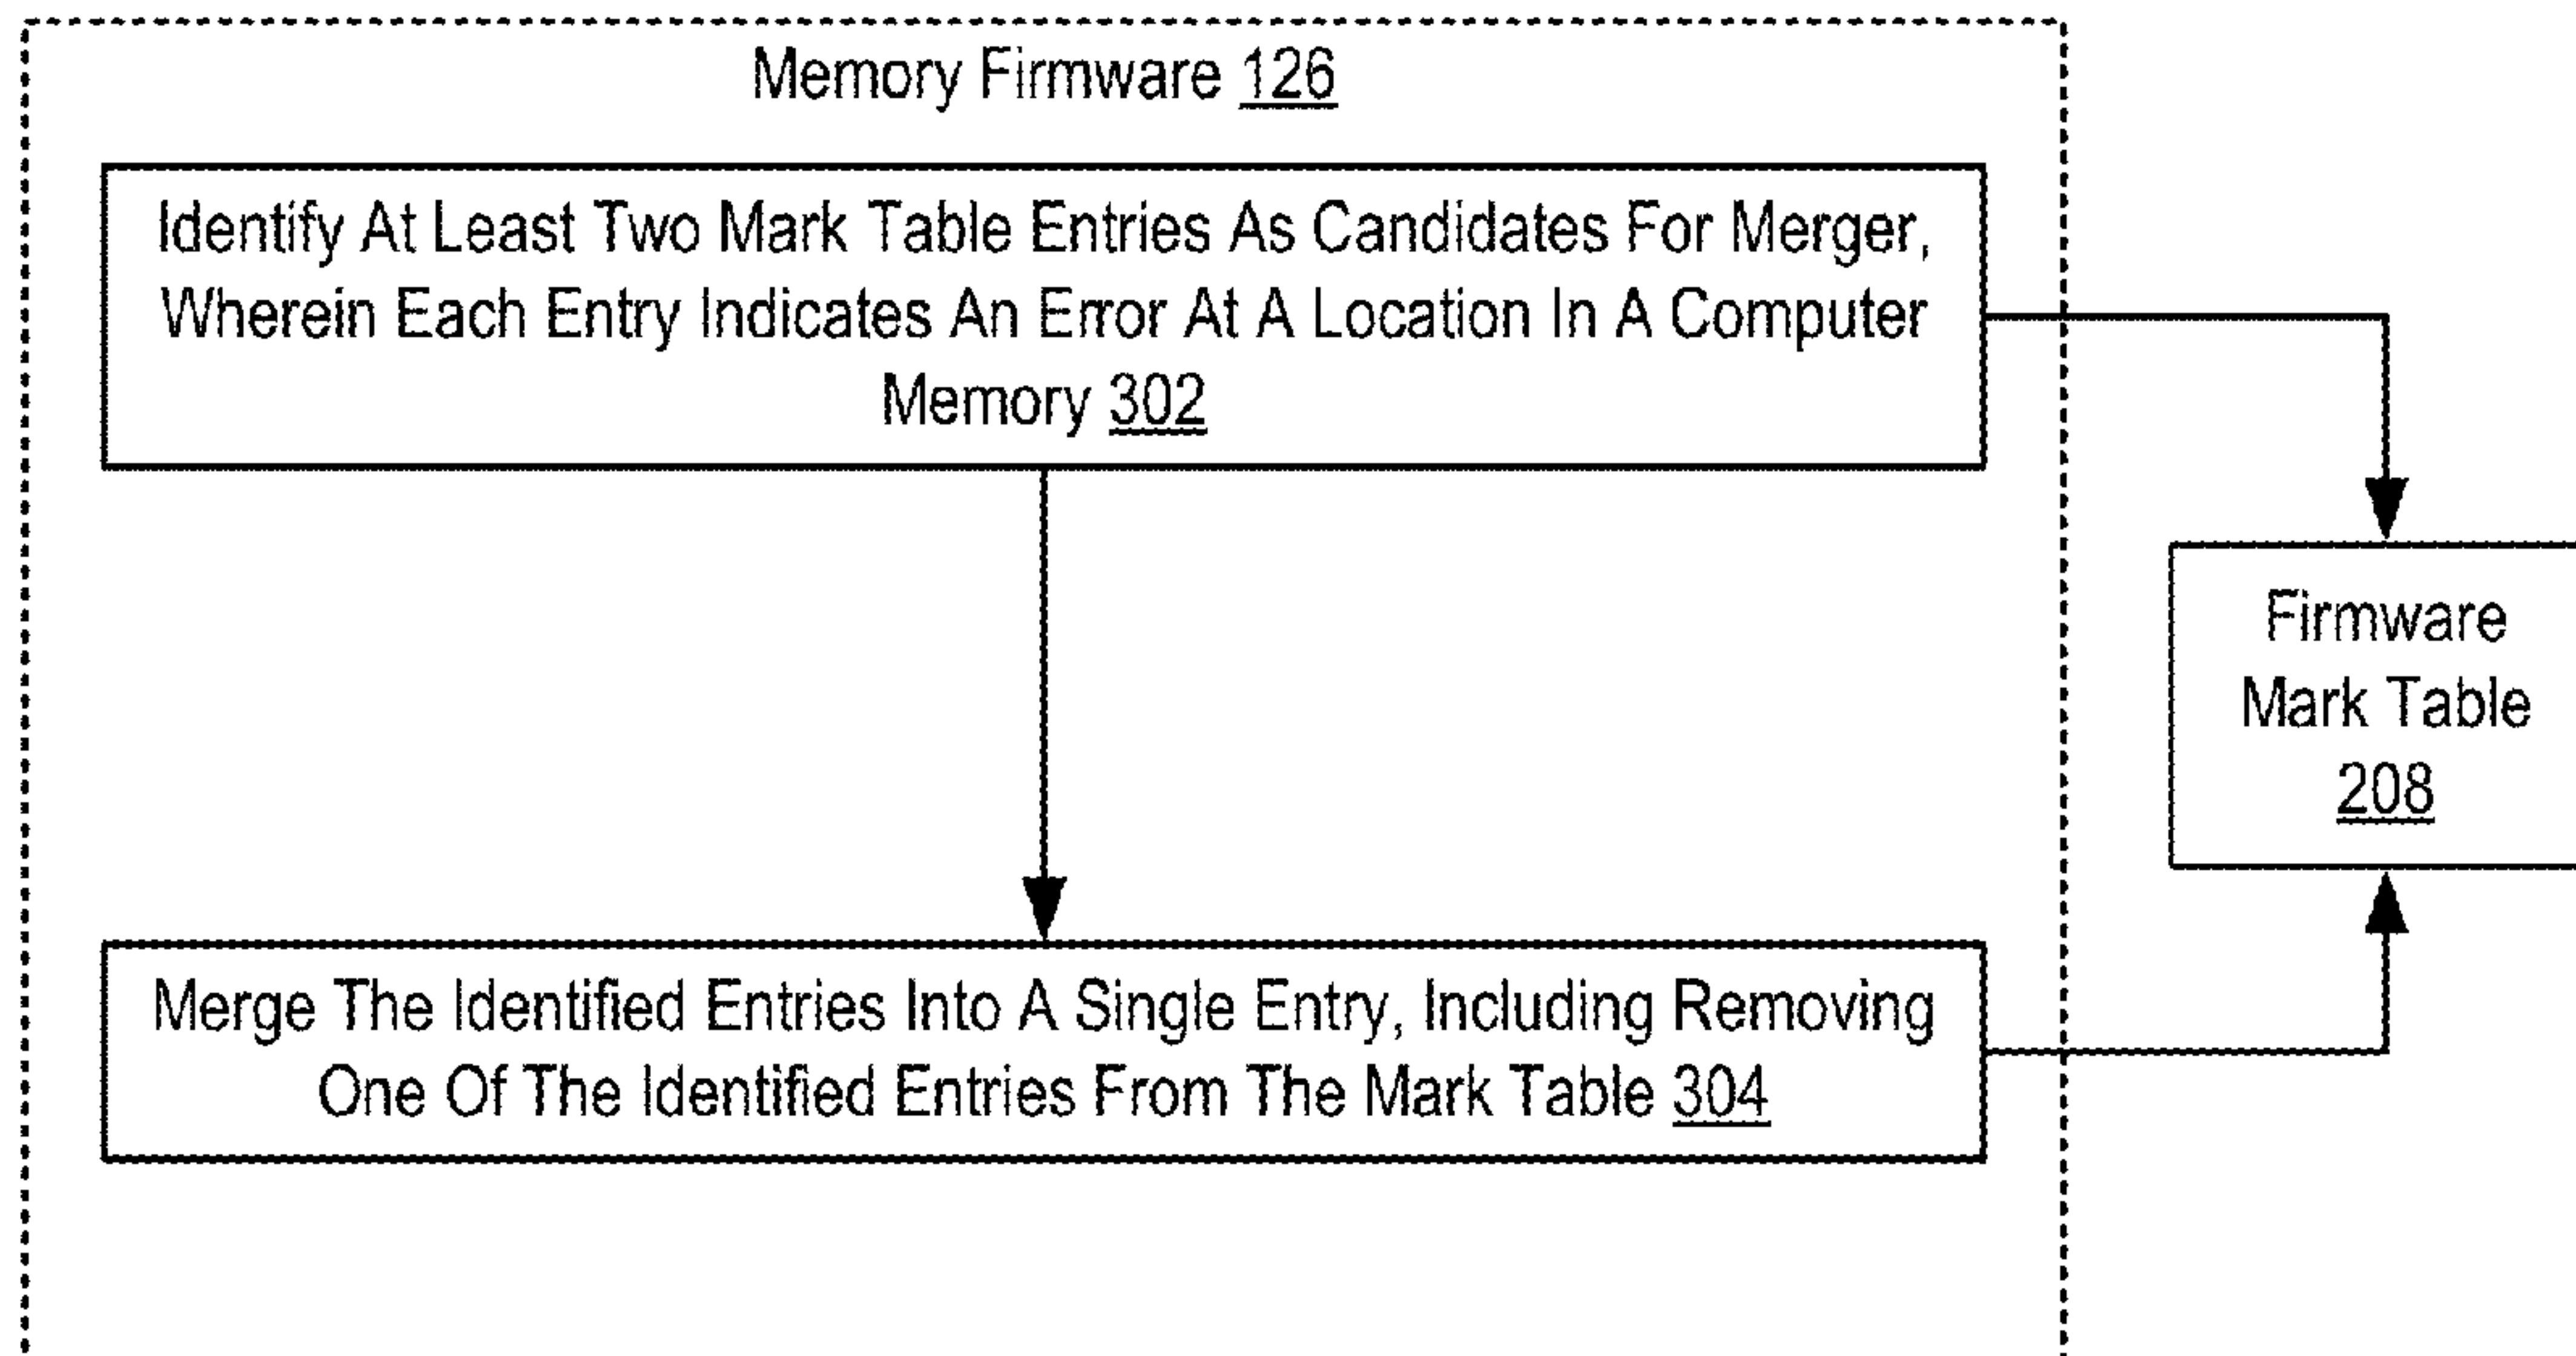 Memory Firmware 126
Identify At Least Two Mark Table Entries As Candidates For Merger,
Wherein Each Entry Indicates An Error At A Location In A Computer
Memory 302
Firmware
Mark Table
208
Merge The Identified Entries Into A Single Entry, Including Removing
One Of The Identified Entries From The Mark Table 304